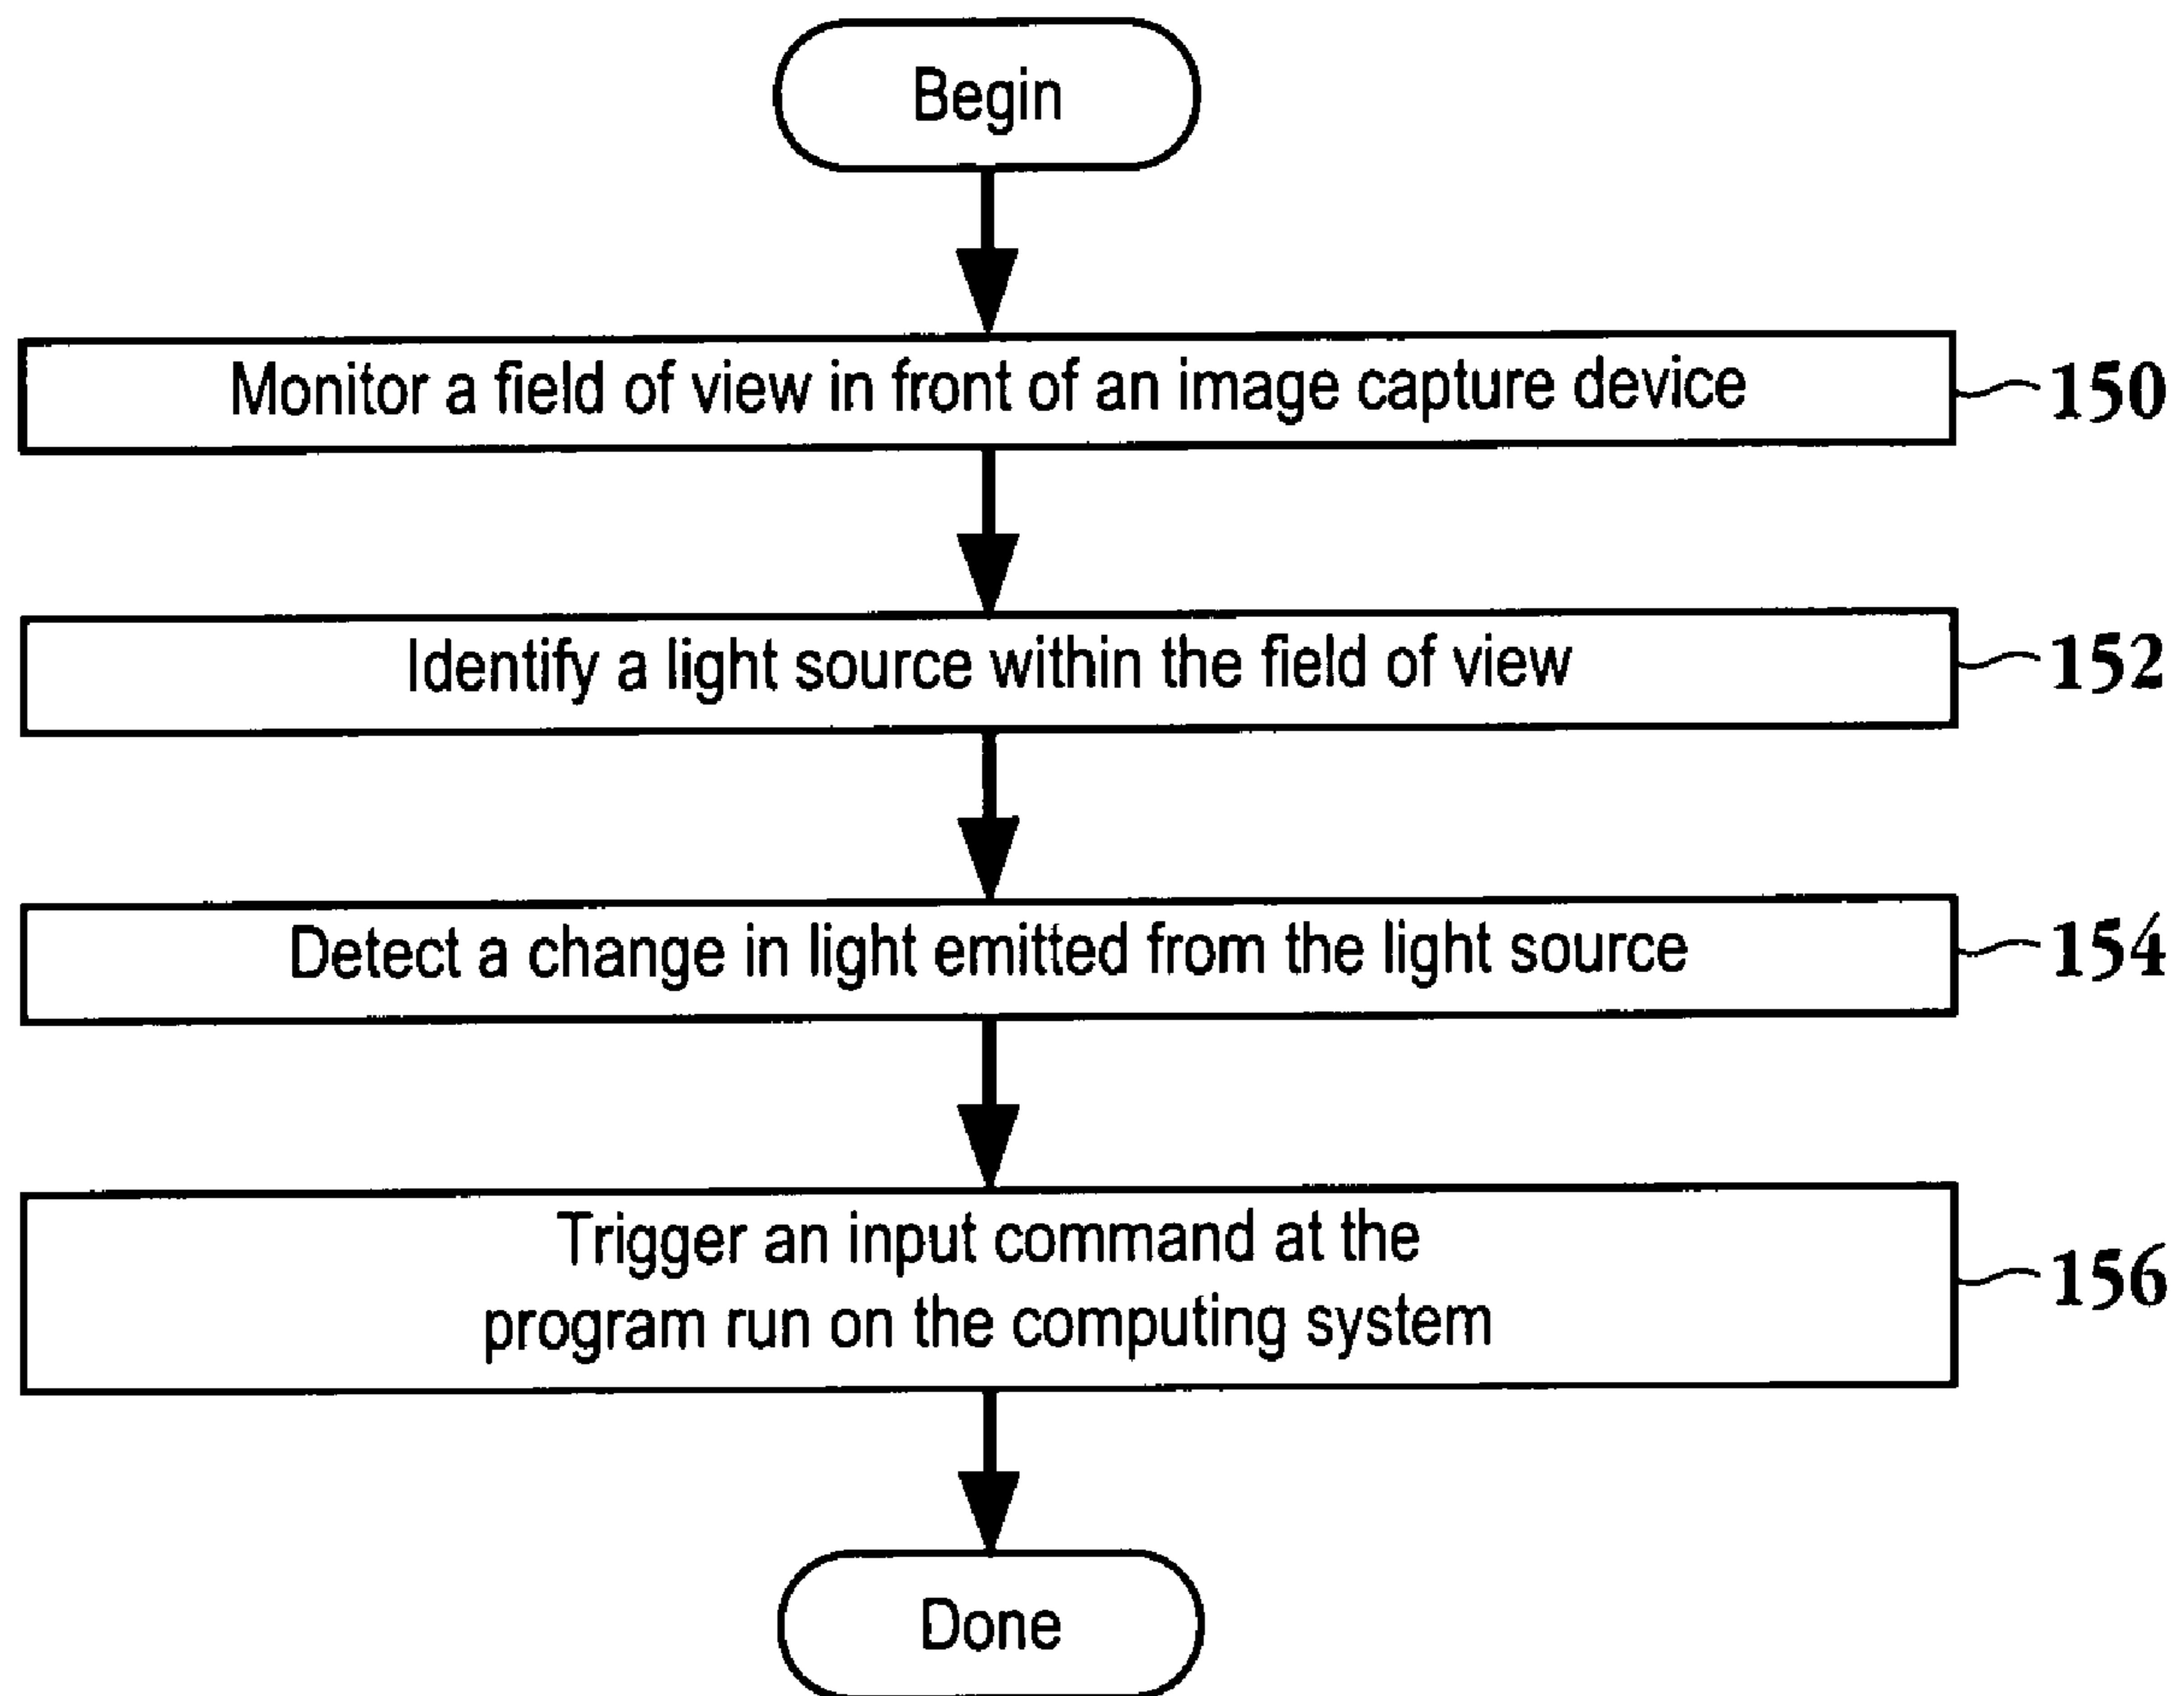 Begin
Monitor a field of view in front of an image capture device
150
Identify a light source within the field of view
152
Detect a change in light emitted from the light source
154
Trigger an input command at the
program run on the computing system
156
Done